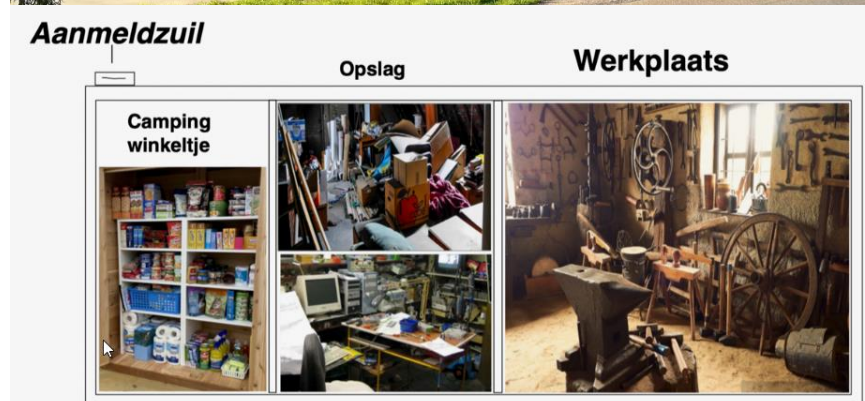 Aanmeldzuil
Opslag
Werkplaats
Camping
winkeltje